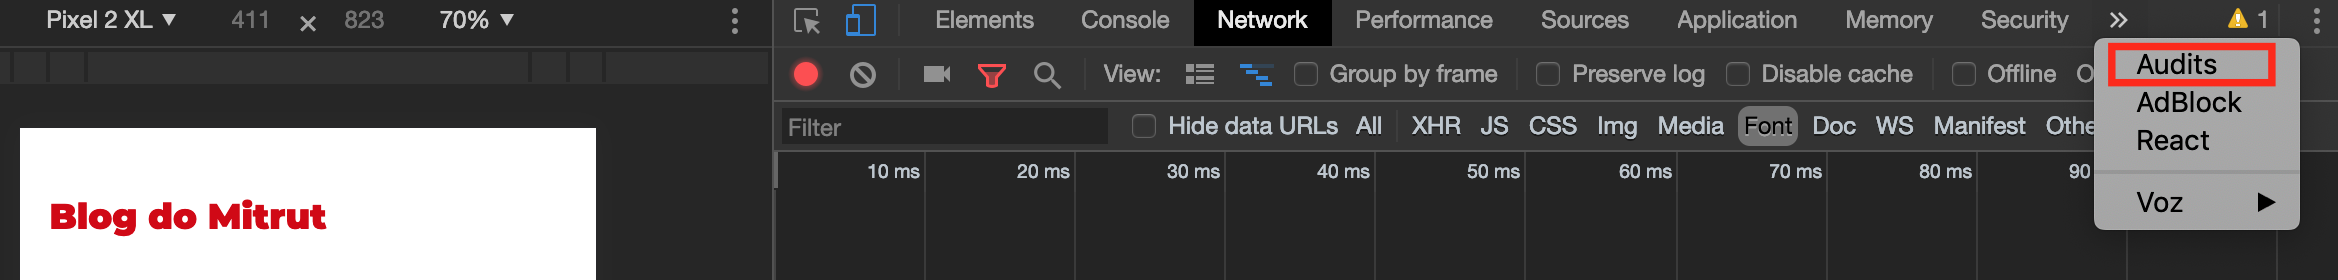 Pixel 2 XL ▼ 411 × 823 70% ▼
Elements Console Network Performance Sources Application Memory Security » 1
View: Group by frame Preserve log Disable cache Offline O
Filter Hide data URLs All XHR JS CSS Img Media Font Doc WS Manifest Othe
10 ms 20 ms 30 ms 40 ms 50 ms 60 ms 70 ms 80 ms 90
Audits
AdBlock
React
Voz ▶
Blog do Mitrut